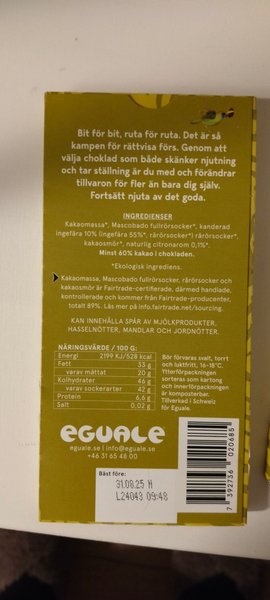 Bit för bit, ruta för ruta. Det är så
kampen för rättvisaförs. Genom att
välja choklad som både skänker njutning
och tar ställning är du med och förändrar
tillvaron för fler än bara dig själv.
Fortsätt njuta av det goda.
INGREDIENSER
Kakaomassa*, Mascobado fullrörsocker*, kanderad
ingefära 10% (ingefära 55%*, rårörsocker*) rårörsocker*,
kakaosmör*, naturlig citronarom 0,1%*.
Minst 60% kakao i chokladen.
*Ekologisk ingrediens.
Kakaomassa, Mascobado fullrörsocker, rårörsocker och
kakaosmör är Fairtrade-certifierade, därmed handlade,
kontrollerade och kommer från Fairtrade-producenter,
totalt 89%. Läs mer på info.fairtrade.net/sourcing.
KAN INNEHÅLLA SPÅR AV MJÖLKPRODUKTER,
HASSELNÖTTER, MANDLAR OCH JORDNÖTTER.
NÄRINGSVÄRDE / 100 G:
Energi 2199 KJ/528 kcal
Fett 33 g
varav mättat 20 g
Kolhydrater 46 g
varav sockerarter 42 g
Protein 6,6 g
Salt 0,02 g
Bör förvaras svalt, torrt
och luktfritt, 16-18°C.
Ytterförpackningen
sorteras som kartong
och innerförpackningen
är komposterbar.
Tillverkad i Schweiz
för Eguale.
EGUALE
eguale.se | info@eguale.se
+46 31 65 48 00
Bäst före:
31.08.25 H
L24043 09:48
7 392736 020685